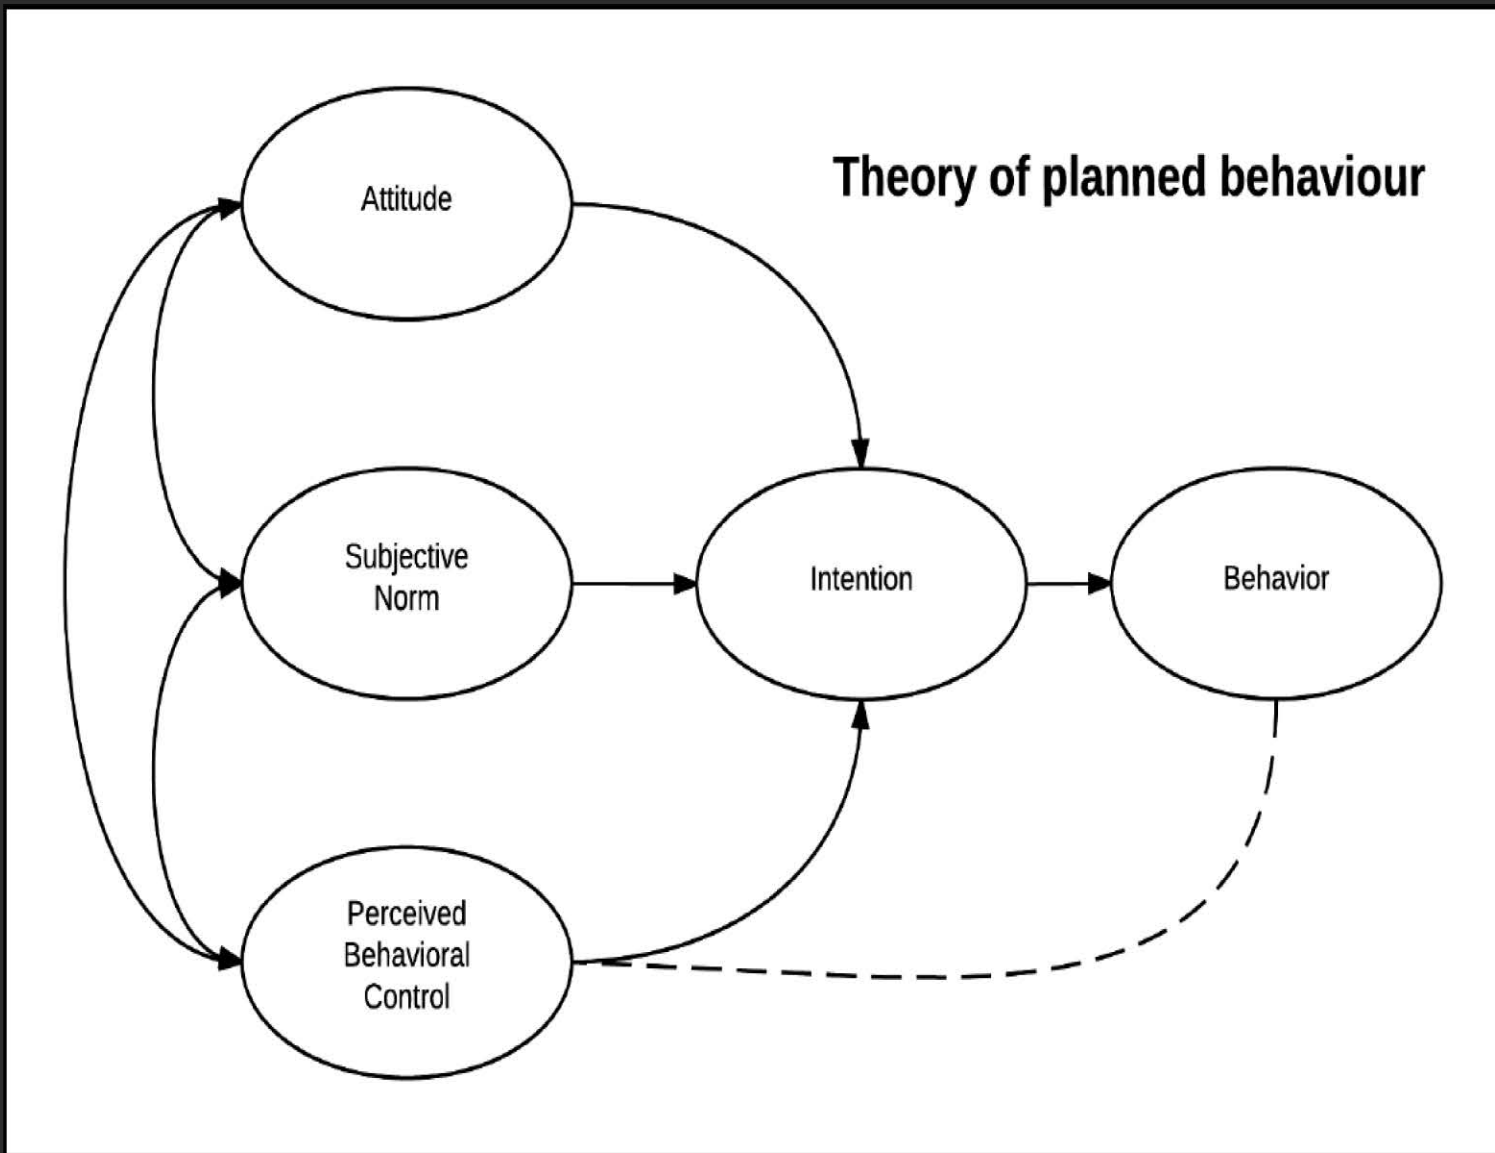 Attitude
Theory of planned behaviour
Subjective
Norm
Intention
Behavior
Perceived
Behavioral
Control